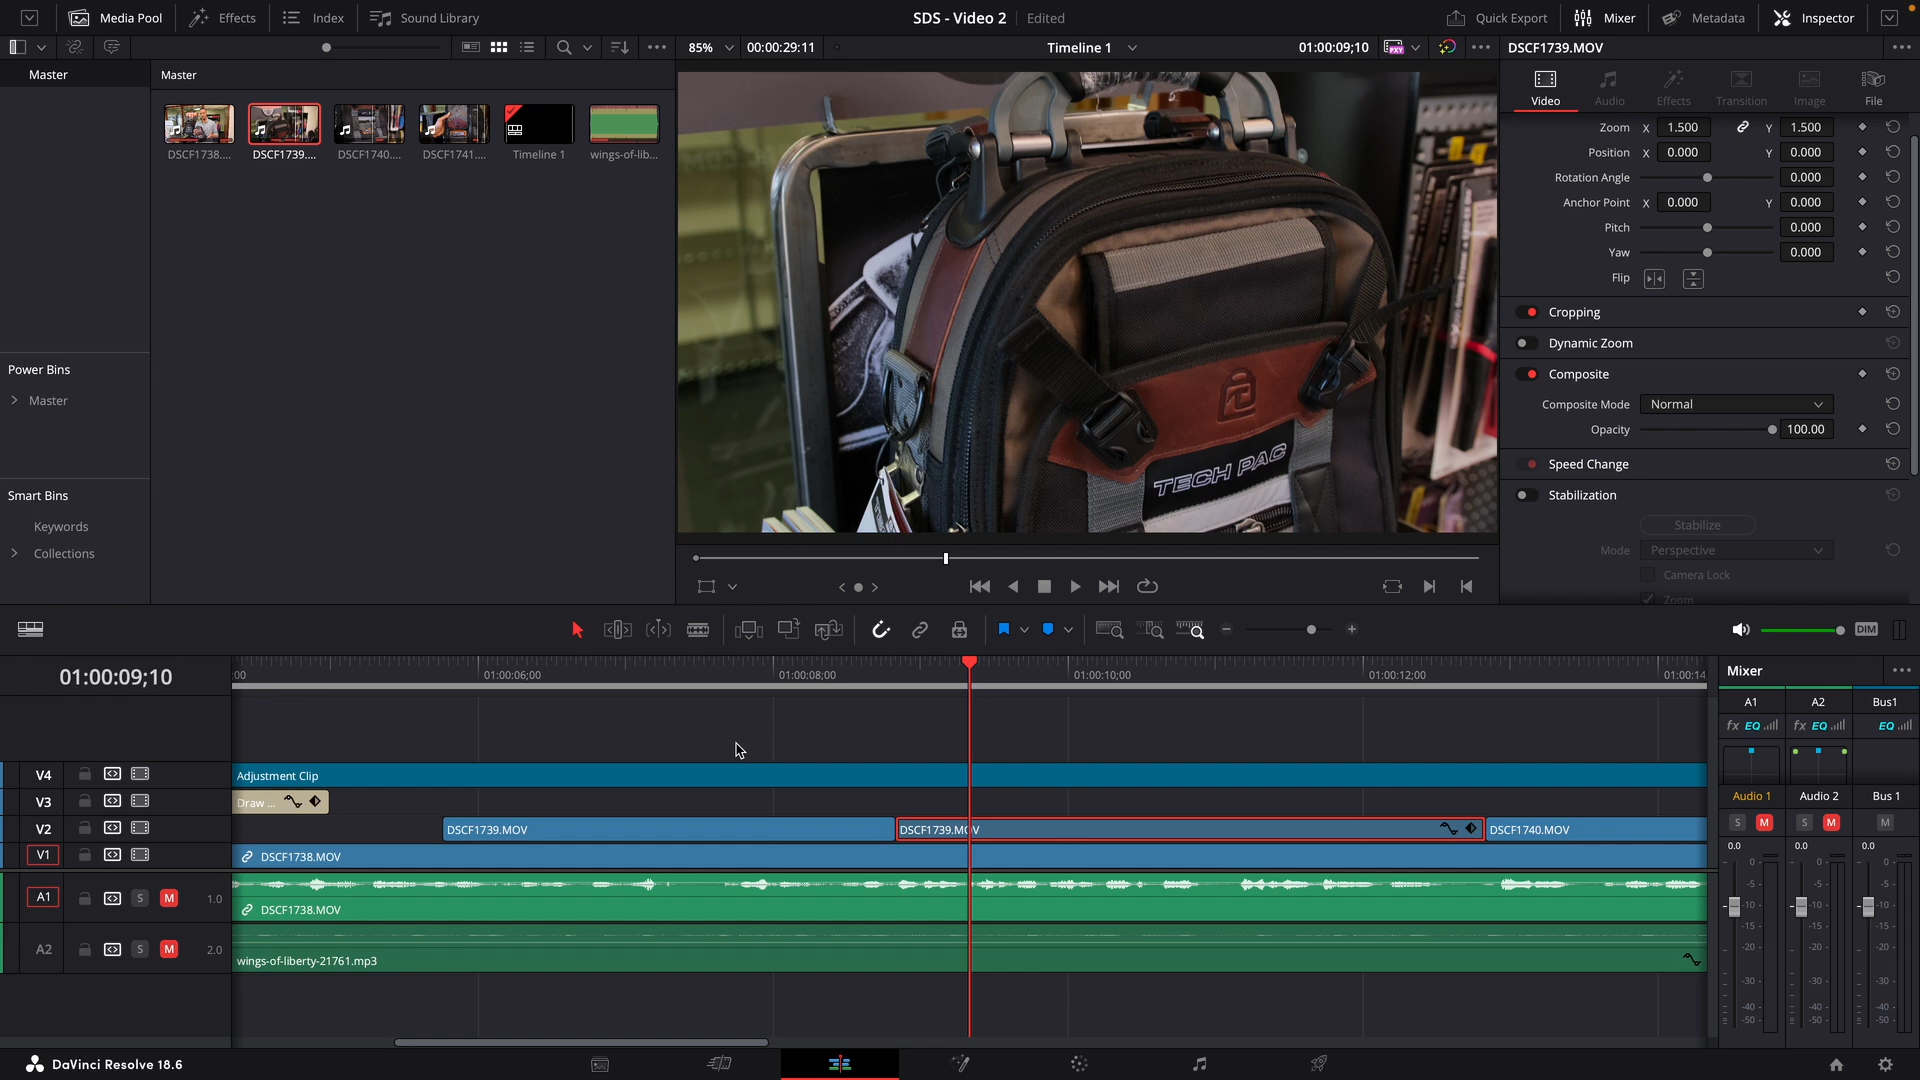 Media Pool
Effects
Index
Sound Library
SDS - Video 2
Edited
Quick Export
Mixer
Metadata
Inspector
85%
00:00:29:11
Timeline 1
01:00:09;10
DSCF1739.MOV
Master
Master
DSCF1738....
DSCF1739....
DSCF1740....
DSCF1741....
Timeline 1
wings-of-lib...
Power Bins
Master
Smart Bins
Keywords
Collections
TECH PAC
Video
Audio
Effects
Transition
Image
File
Zoom X 1.500 Y 1.500
Position X 0.000 Y 0.000
Rotation Angle 0.000
Anchor Point X 0.000 Y 0.000
Pitch 0.000
Yaw 0.000
Flip
Cropping
Dynamic Zoom
Composite
Composite Mode Normal
Opacity 100.00
Speed Change
Stabilization
Stabilize
Mode Perspective
Camera Lock
Zoom
DIM
01:00:09;10
:00
01:00:06;00
01:00:08;00
01:00:10;00
01:00:12;00
01:00:14
V4
Adjustment Clip
V3
Draw ...
V2
DSCF1739.MOV
DSCF1739.MOV
DSCF1740.MOV
V1
DSCF1738.MOV
A1 S M 1.0
DSCF1738.MOV
A2 S M 2.0
wings-of-liberty-21761.mp3
Mixer
A1 A2 Bus1
fx EQ fx EQ EQ
Audio 1 Audio 2 Bus 1
S M S M M
0.0 0.0 0.0
0 0 0
-5 -5 -5
-10 -10 -10
-15 -15 -15
-20 -20 -20
-30 -30 -30
-40 -40 -40
-50 -50 -50
DaVinci Resolve 18.6